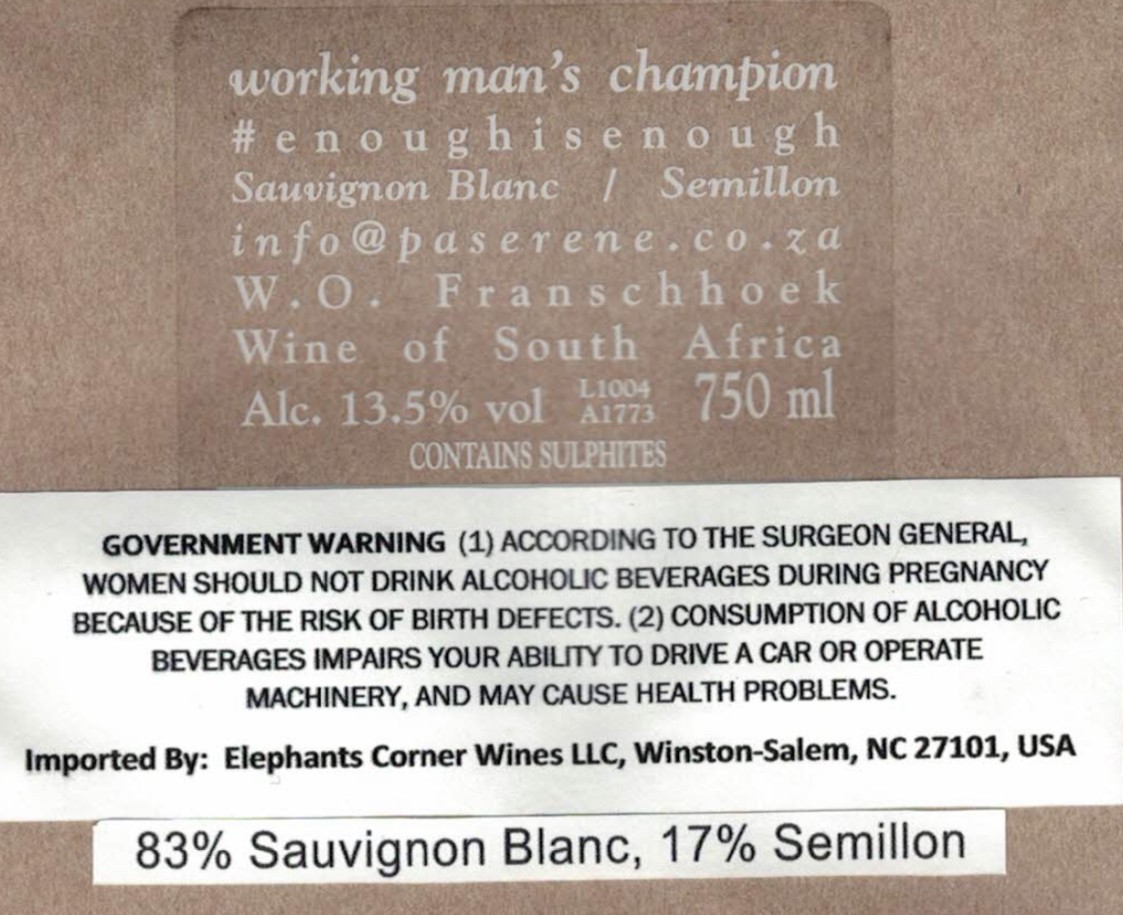 working man's champion
#enoughisenough
Sauvignon Blanc / Semillon
info@paserene.co.za
W.O. Franschhoek
Wine of South Africa
Alc. 13.5% vol L1004 A1773 750 ml
CONTAINS SULPHITES
GOVERNMENT WARNING (1) ACCORDING TO THE SURGEON GENERAL,
WOMEN SHOULD NOT DRINK ALCOHOLIC BEVERAGES DURING PREGNANCY
BECAUSE OF THE RISK OF BIRTH DEFECTS. (2) CONSUMPTION OF ALCOHOLIC
BEVERAGES IMPAIRS YOUR ABILITY TO DRIVE A CAR OR OPERATE
MACHINERY, AND MAY CAUSE HEALTH PROBLEMS.
Imported By: Elephants Corner Wines LLC, Winston-Salem, NC 27101, USA
83% Sauvignon Blanc, 17% Semillon